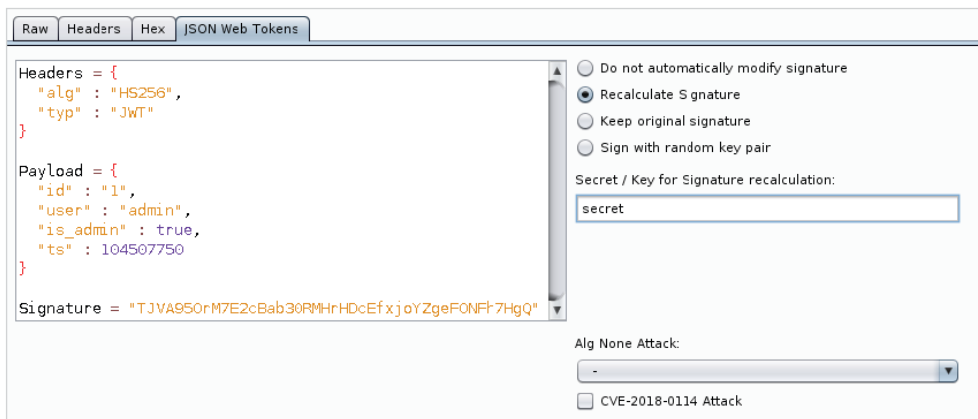 Raw Headers Hex JSON Web Tokens
Headers = {
"alg" : "HS256",
"typ" : "JWT"
}
Payload = {
"id" : "1",
"user" : "admin",
"is_admin" : true,
"ts" : 104507750
}
Signature = "TJVA95OrM7E2cBab30RMHrHDcEfxjoYZgeFONFh7HgQ"
Do not automatically modify signature
Recalculate Signature
Keep original signature
Sign with random key pair
Secret / Key for Signature recalculation:
secret
Alg None Attack:
-
CVE-2018-0114 Attack